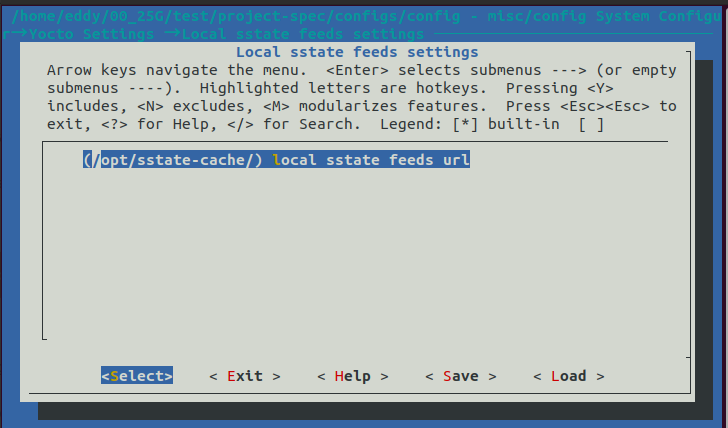 /home/eddy/00_25G/test/project-spec/configs/config - misc/config System Configu
r→Yocto Settings →Local sstate feeds settings
Local sstate feeds settings
Arrow keys navigate the menu.  <Enter> selects submenus ---> (or empty
submenus ----).  Highlighted letters are hotkeys.  Pressing <Y>
includes, <N> excludes, <M> modularizes features.  Press <Esc><Esc> to
exit, <?> for Help, </> for Search.  Legend: [*] built-in  [ ]
(/opt/sstate-cache/) local sstate feeds url
<Select>    < Exit >    < Help >    < Save >    < Load >